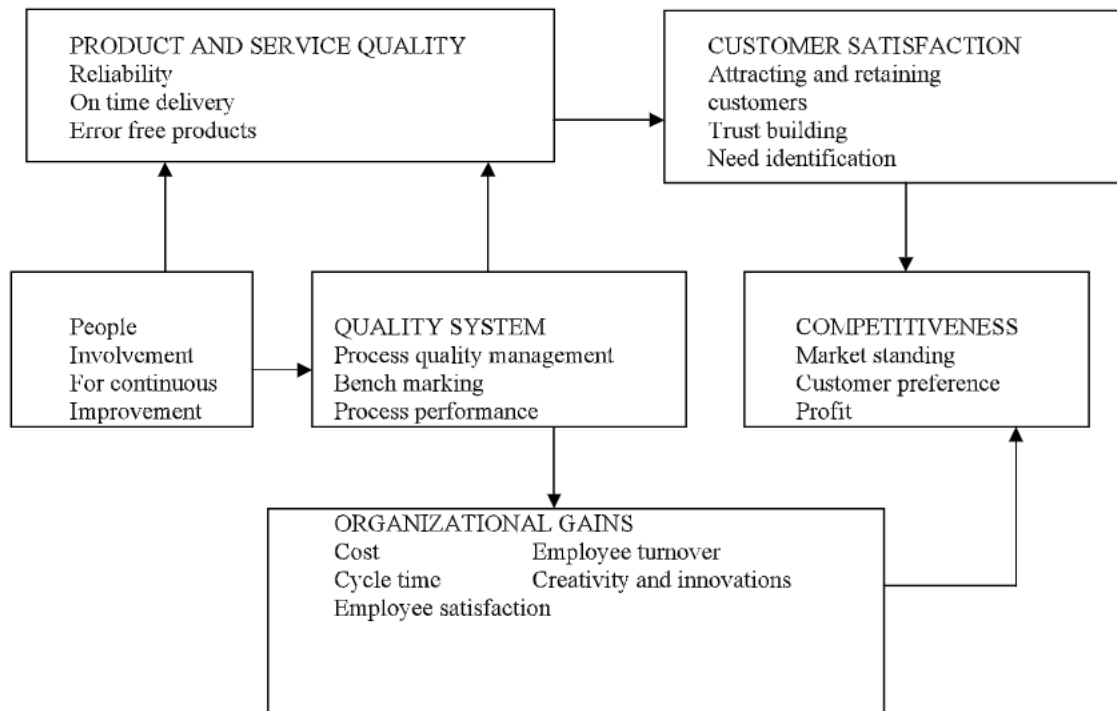 PRODUCT AND SERVICE QUALITY
Reliability
On time delivery
Error free products
CUSTOMER SATISFACTION
Attracting and retaining
customers
Trust building
Need identification
People
Involvement
For continuous
Improvement
QUALITY SYSTEM
Process quality management
Bench marking
Process performance
COMPETITIVENESS
Market standing
Customer preference
Profit
ORGANIZATIONAL GAINS
Cost Employee turnover
Cycle time Creativity and innovations
Employee satisfaction